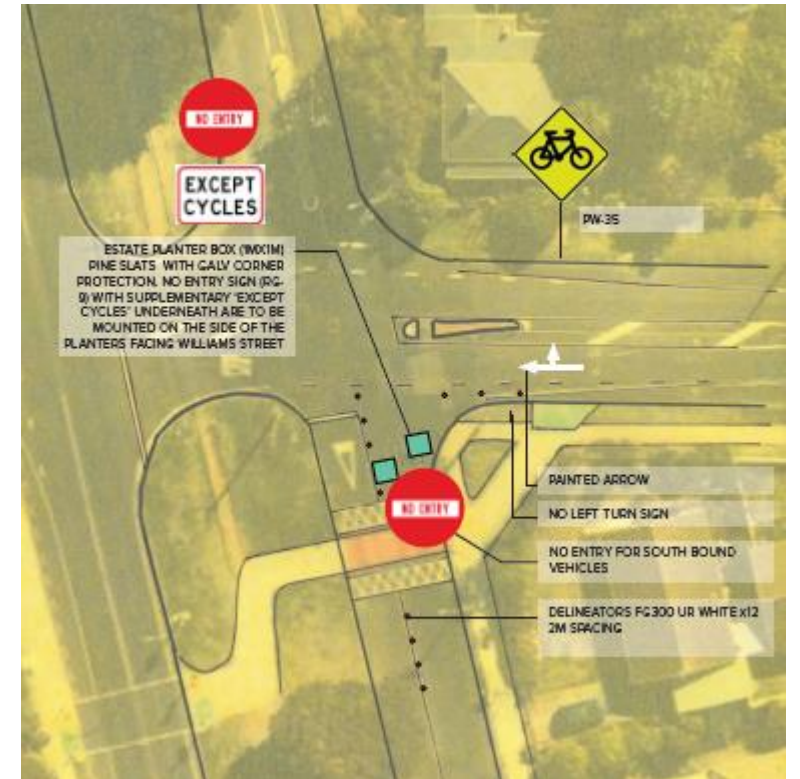 NO ENTRY
EXCEPT
CYCLES
PW-35
ESTATE PLANTER BOX (1MX1M)
PINE SLATS WITH GALV CORNER
PROTECTION. NO ENTRY SIGN (RG-
9) WITH SUPPLEMENTARY "EXCEPT
CYCLES" UNDERNEATH ARE TO BE
MOUNTED ON THE SIDE OF THE
PLANTERS FACING WILLIAMS STREET
PAINTED ARROW
NO LEFT TURN SIGN
NO ENTRY
NO ENTRY FOR SOUTH BOUND
VEHICLES
DELINEATORS FG300 UR WHITE x12
2M SPACING